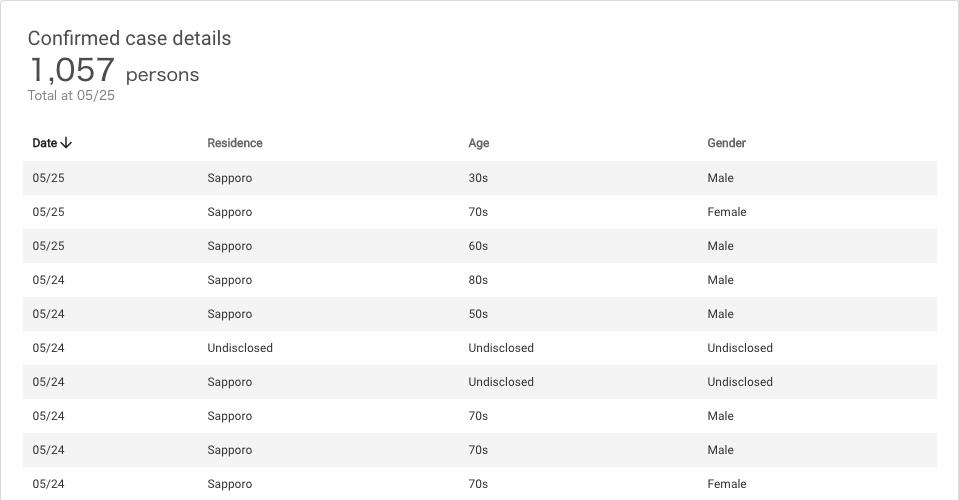 Confirmed case details
1,057 persons
Total at 05/25
Date↓ Residence Age Gender
05/25 Sapporo 30s Male
05/25 Sapporo 70s Female
05/25 Sapporo 60s Male
05/24 Sapporo 80s Male
05/24 Sapporo 50s Male
05/24 Undisclosed Undisclosed Undisclosed
05/24 Sapporo Undisclosed Undisclosed
05/24 Sapporo 70s Male
05/24 Sapporo 70s Male
05/24 Sapporo 70s Female